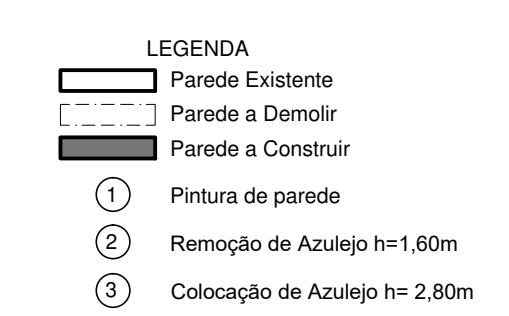 LEGENDA
Parede Existente
Parede a Demolir
Parede a Construir
1 Pintura de parede
2 Remoção de Azulejo h=1,60m
3 Colocação de Azulejo h= 2,80m